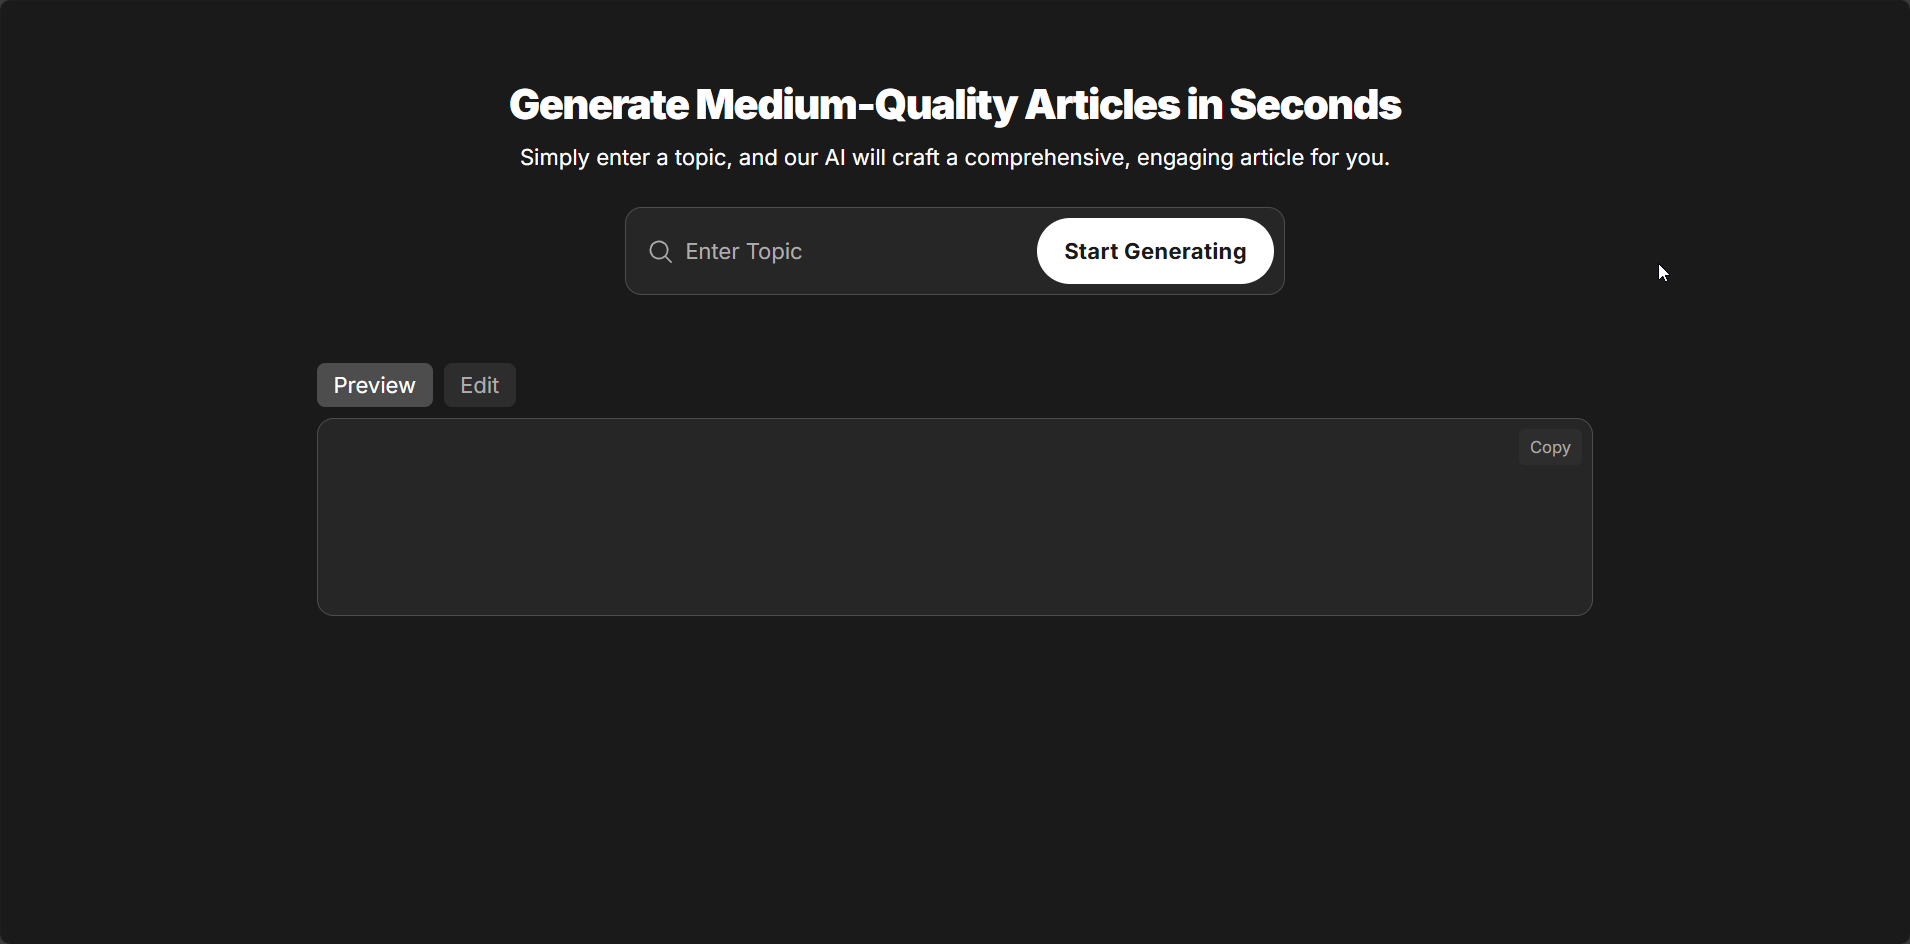 Generate Medium-Quality Articles in Seconds
Simply enter a topic, and our AI will craft a comprehensive, engaging article for you.
Enter Topic
Start Generating
Preview
Edit
Copy